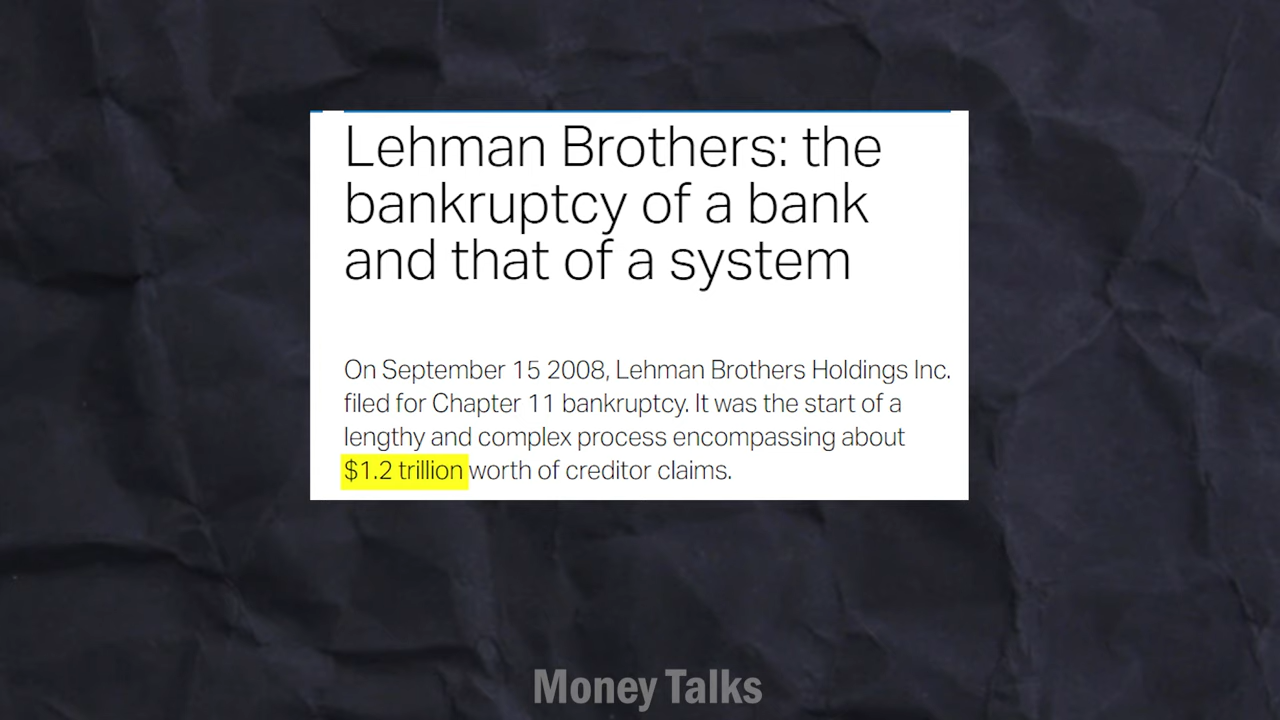 Lehman Brothers: the
bankruptcy of a bank
and that of a system
On September 15 2008, Lehman Brothers Holdings Inc.
filed for Chapter 11 bankruptcy. It was the start of a
lengthy and complex process encompassing about
$1.2 trillion worth of creditor claims.
Money Talks